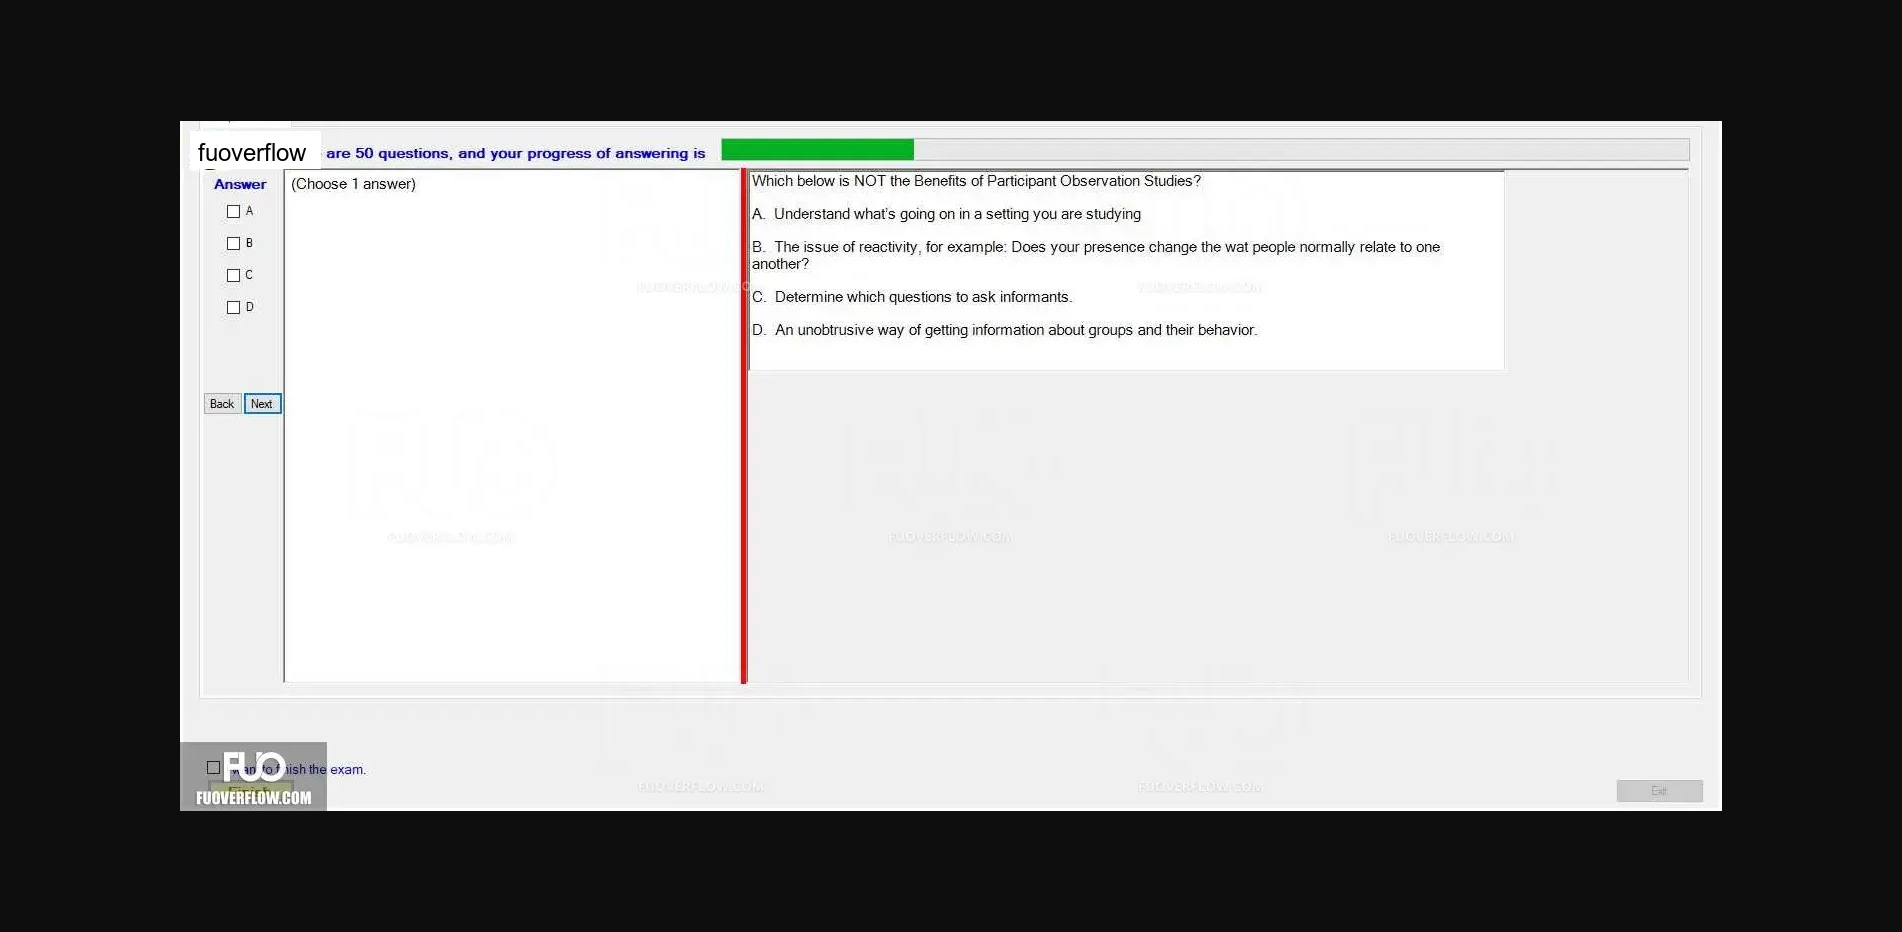 fuoverflow are 50 questions, and your progress of answering is
Answer
A
B
C
D
Back Next
(Choose 1 answer)
Which below is NOT the Benefits of Participant Observation Studies?
A. Understand what's going on in a setting you are studying
B. The issue of reactivity, for example: Does your presence change the wat people normally relate to one
another?
C. Determine which questions to ask informants.
D. An unobtrusive way of getting information about groups and their behavior.
FUOVERFLOW.COM FUOVERFLOW.COM
FUOVERFLOW.COM FUOVERFLOW.COM FUOVERFLOW.COM
FUO
want to finish the exam.
Finish
FUOVERFLOW.COM
FUOVERFLOW.COM FUOVERFLOW.COM
Exit